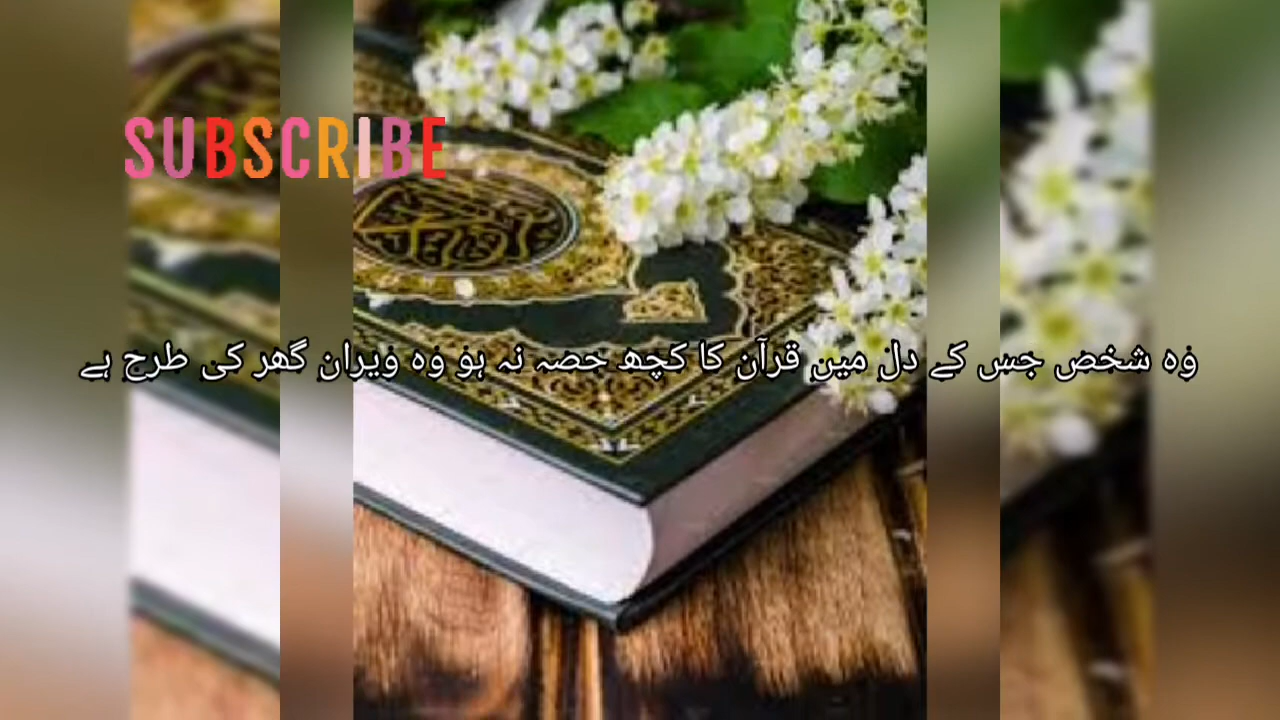 SUBSCRIBE
وہ شخص جس کے دل میں قرآن کا کچھ حصہ نہ ہو وہ ویران گھر کی طرح ہے